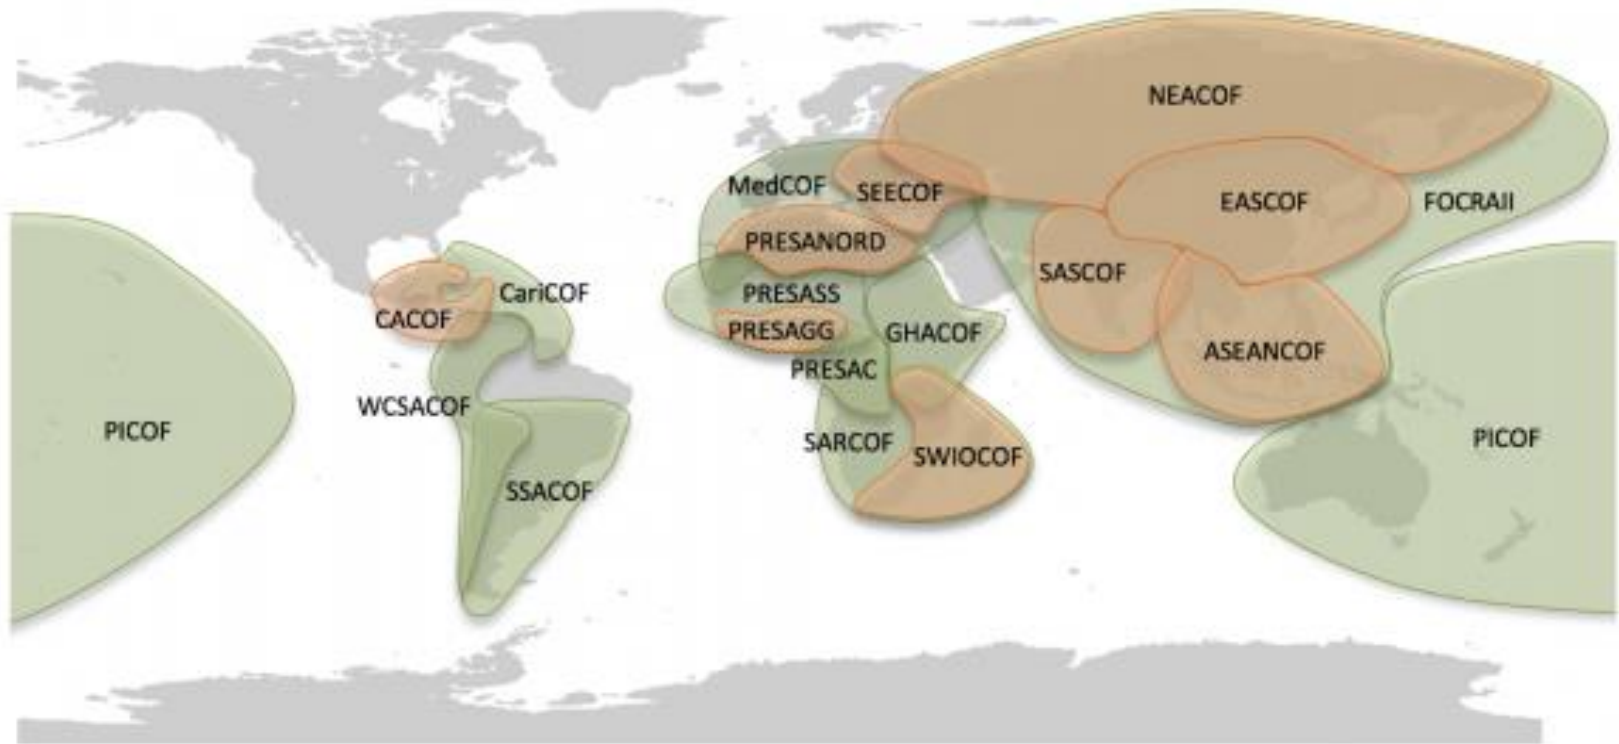 NEACOF
MedCOF
SEECOF
EASCOF
FOCRAII
PRESANORD
SASCOF
CariCOF
PRESASS
CACOF
PRESAGG
GHACOF
ASEANCOF
PRESAC
WCSACOF
PICOF
SARCOF
SWIOCOF
PICOF
SSACOF